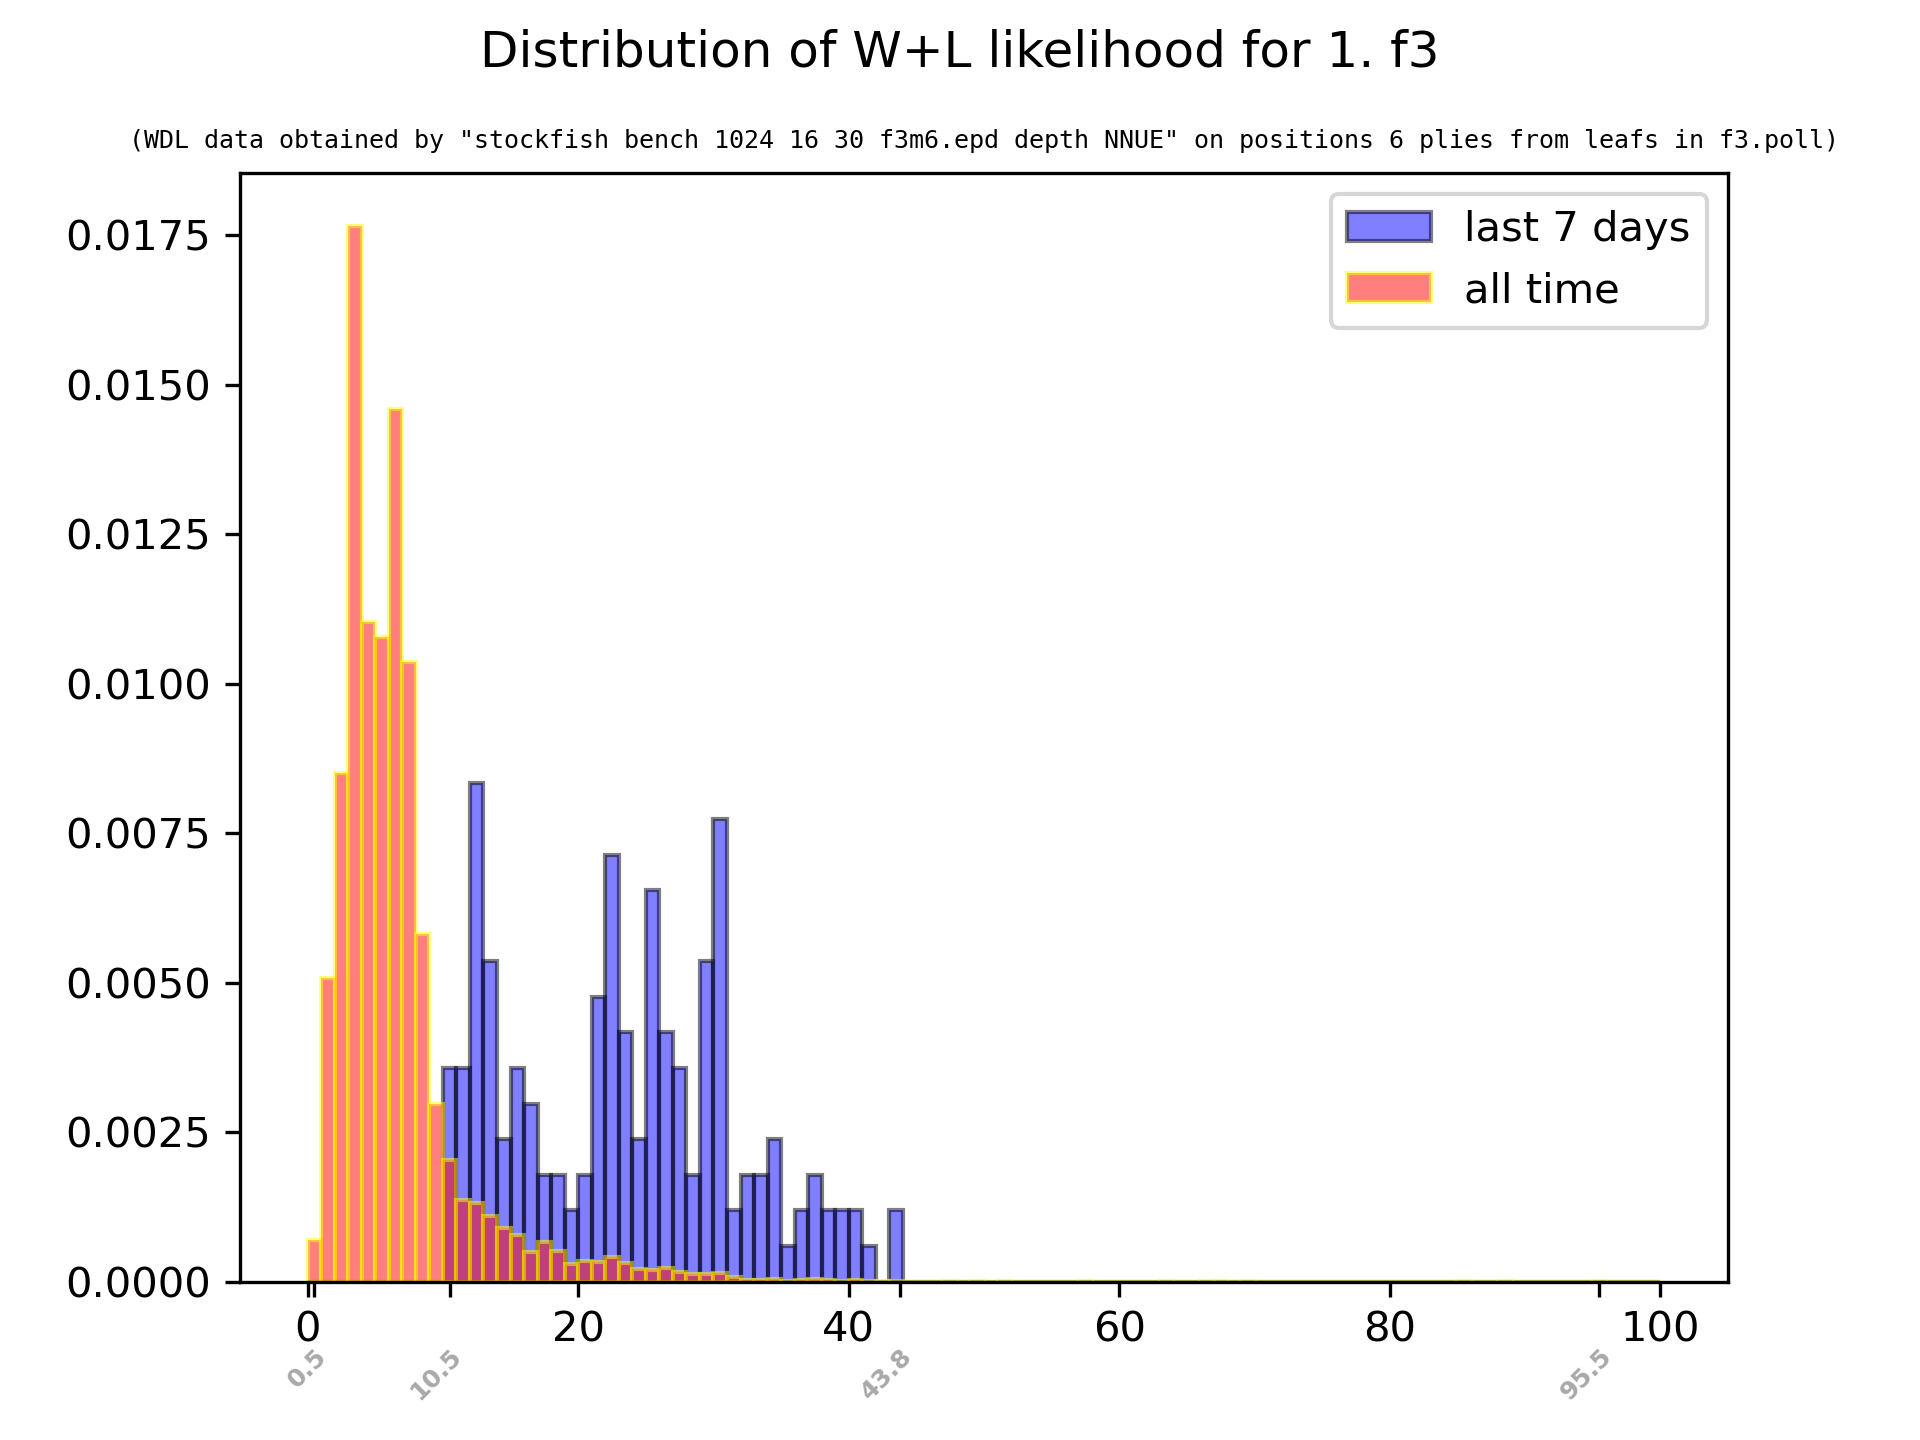 Distribution of W+L likelihood for 1. f3
(WDL data obtained by "stockfish bench 1024 16 30 f3m6.epd depth NNUE" on positions 6 plies from leafs in f3.poll)
last 7 days
all time
0.0175
0.0150
0.0125
0.0100
0.0075
0.0050
0.0025
0.0000
0 20 40 60 80 100
0.5 10.5 43.8 95.5